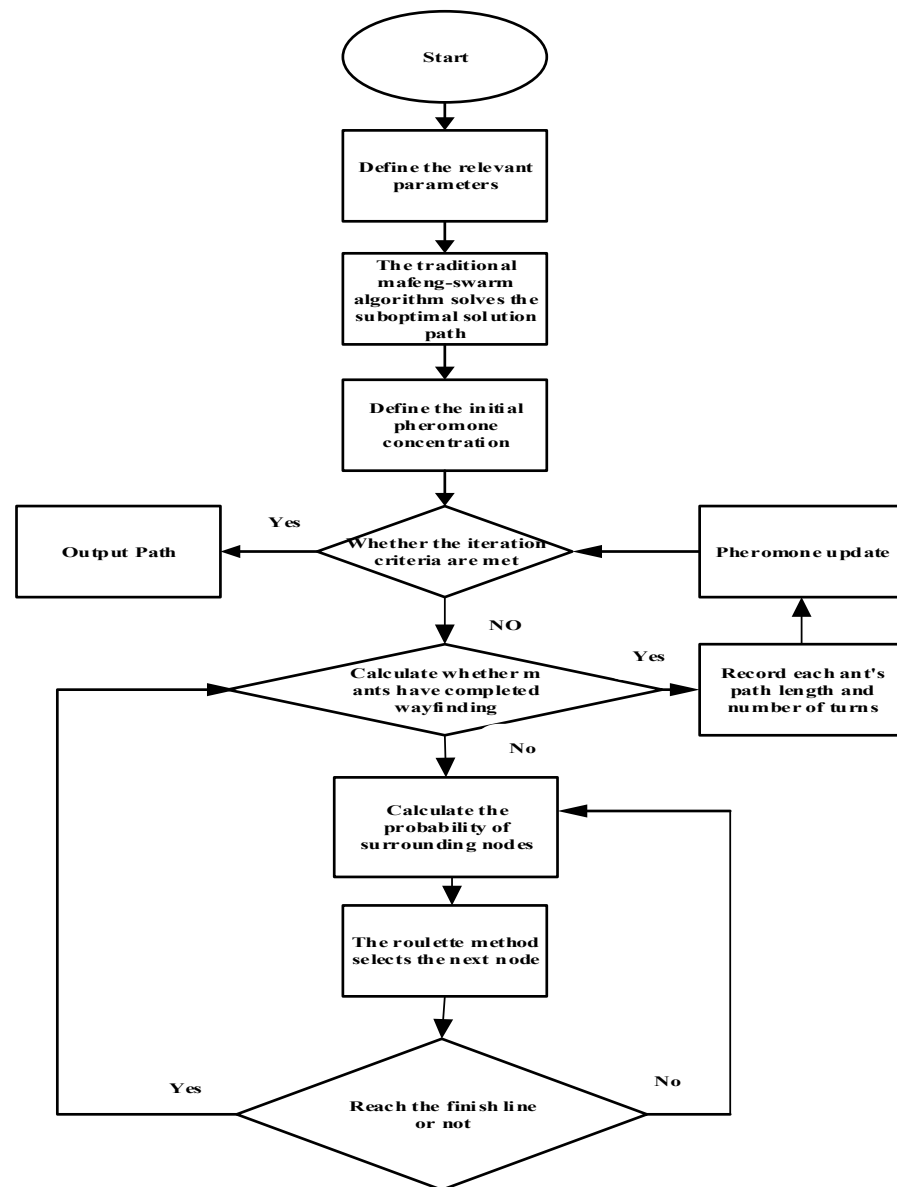 Start
Define the relevant
parameters
The traditional
mafeng-swarm
algorithm solves the
suboptimal solution
path
Define the initial
pheromone
concentration
Yes
Output Path
Whether the iteration
criteria are met
Pheromone update
NO
Yes
Calculate whether m
ants have completed
wayfinding
Record each ant's
path length and
number of turns
No
Calculate the
probability of
surrounding nodes
The roulette method
selects the next node
Yes
No
Reach the finish line
or not